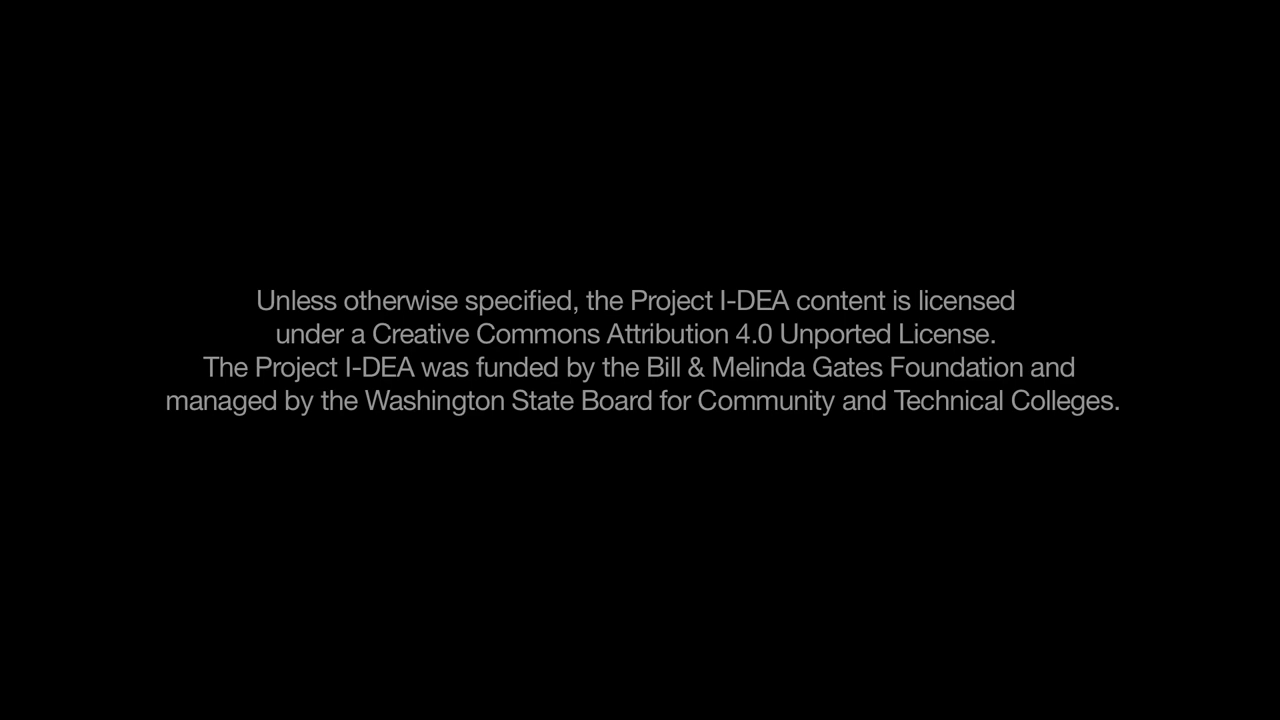 Unless otherwise specified, the Project I-DEA content is licensed
under a Creative Commons Attribution 4.0 Unported License.
The Project I-DEA was funded by the Bill & Melinda Gates Foundation and
managed by the Washington State Board for Community and Technical Colleges.